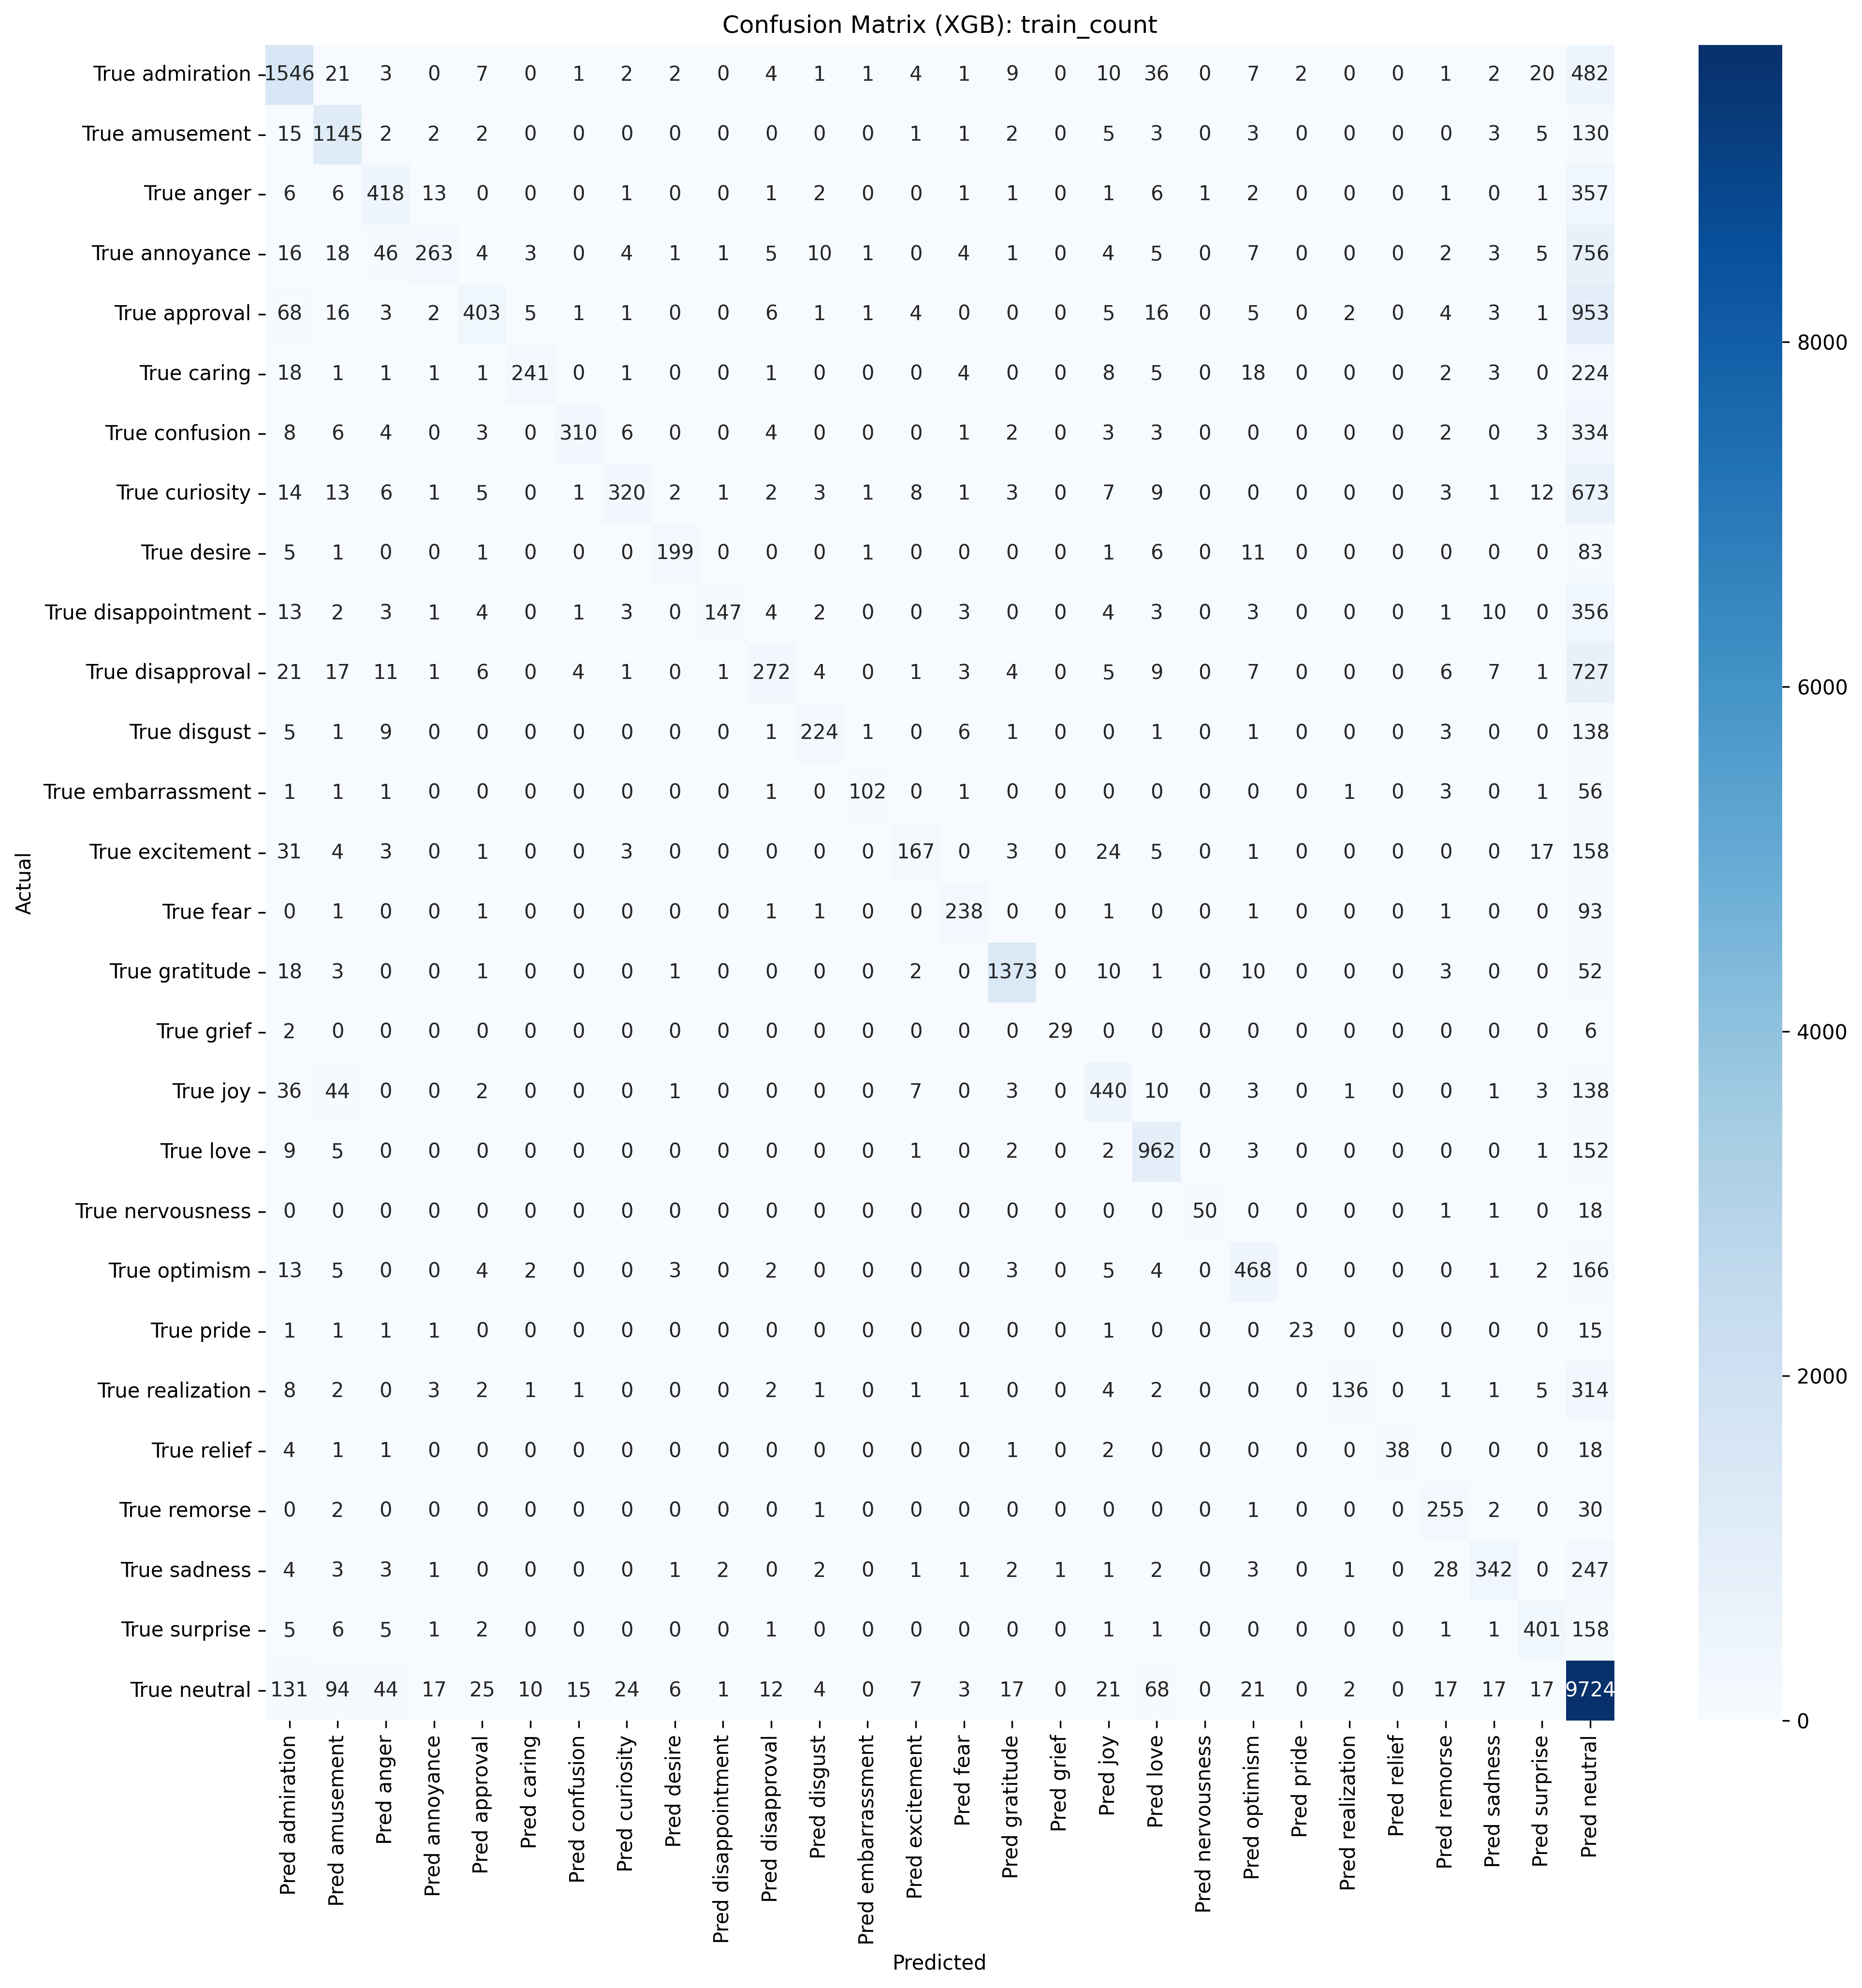 Confusion Matrix (XGB): train_count
True admiration 1546 21 3 0 7 0 1 2 2 0 4 1 1 4 1 9 0 10 36 0 7 2 0 0 1 2 20 482
True amusement 15 1145 2 2 2 0 0 0 0 0 0 0 0 1 1 2 0 5 3 0 3 0 0 0 0 3 5 130
True anger 6 6 418 13 0 0 0 1 0 0 1 2 0 0 1 1 0 1 6 1 2 0 0 0 1 0 1 357
True annoyance 16 18 46 263 4 3 0 4 1 1 5 10 1 0 4 1 0 4 5 0 7 0 0 0 2 3 5 756
True approval 68 16 3 2 403 5 1 1 0 0 6 1 1 4 0 0 0 5 16 0 5 0 2 0 4 3 1 953
True caring 18 1 1 1 1 241 0 1 0 0 1 0 0 0 4 0 0 8 5 0 18 0 0 0 2 3 0 224
True confusion 8 6 4 0 3 0 310 6 0 0 4 0 0 0 1 2 0 3 3 0 0 0 0 0 2 0 3 334
True curiosity 14 13 6 1 5 0 1 320 2 1 2 3 1 8 1 3 0 7 9 0 0 0 0 0 3 1 12 673
True desire 5 1 0 0 1 0 0 0 199 0 0 0 1 0 0 0 0 1 6 0 11 0 0 0 0 0 0 83
True disappointment 13 2 3 1 4 0 1 3 0 147 4 2 0 0 3 0 0 4 3 0 3 0 0 0 1 10 0 356
True disapproval 21 17 11 1 6 0 4 1 0 1 272 4 0 1 3 4 0 5 9 0 7 0 0 0 6 7 1 727
True disgust 5 1 9 0 0 0 0 0 0 0 1 224 1 0 6 1 0 0 1 0 1 0 0 0 3 0 0 138
True embarrassment 1 1 1 0 0 0 0 0 0 0 1 0 102 0 1 0 0 0 0 0 0 0 1 0 3 0 1 56
True excitement 31 4 3 0 1 0 0 3 0 0 0 0 0 167 0 3 0 24 5 0 1 0 0 0 0 0 17 158
True fear 0 1 0 0 1 0 0 0 0 0 1 1 0 0 238 0 0 1 0 0 1 0 0 0 1 0 0 93
True gratitude 18 3 0 0 1 0 0 0 1 0 0 0 0 2 0 1373 0 10 1 0 10 0 0 0 3 0 0 52
True grief 2 0 0 0 0 0 0 0 0 0 0 0 0 0 0 0 29 0 0 0 0 0 0 0 0 0 0 6
True joy 36 44 0 0 2 0 0 0 1 0 0 0 0 7 0 3 0 440 10 0 3 0 1 0 0 1 3 138
True love 9 5 0 0 0 0 0 0 0 0 0 0 0 1 0 2 0 2 962 0 3 0 0 0 0 0 1 152
True nervousness 0 0 0 0 0 0 0 0 0 0 0 0 0 0 0 0 0 0 0 50 0 0 0 0 1 1 0 18
True optimism 13 5 0 0 4 2 0 0 3 0 2 0 0 0 0 3 0 5 4 0 468 0 0 0 0 1 2 166
True pride 1 1 1 1 0 0 0 0 0 0 0 0 0 0 0 0 0 1 0 0 0 23 0 0 0 0 0 15
True realization 8 2 0 3 2 1 1 0 0 0 2 1 0 1 1 0 0 4 2 0 0 0 136 0 1 1 5 314
True relief 4 1 1 0 0 0 0 0 0 0 0 0 0 0 0 1 0 2 0 0 0 0 0 38 0 0 0 18
True remorse 0 2 0 0 0 0 0 0 0 0 0 1 0 0 0 0 0 0 0 0 1 0 0 0 255 2 0 30
True sadness 4 3 3 1 0 0 0 0 1 2 0 2 0 1 1 2 1 1 2 0 3 0 1 0 28 342 0 247
True surprise 5 6 5 1 2 0 0 0 0 0 1 0 0 0 0 0 0 1 1 0 0 0 0 0 1 1 401 158
True neutral 131 94 44 17 25 10 15 24 6 1 12 4 0 7 3 17 0 21 68 0 21 0 2 0 17 17 17 9724
Actual
Pred admiration
Pred amusement
Pred anger
Pred annoyance
Pred approval
Pred caring
Pred confusion
Pred curiosity
Pred desire
Pred disappointment
Pred disapproval
Pred disgust
Pred embarrassment
Pred excitement
Pred fear
Pred gratitude
Pred grief
Pred joy
Pred love
Pred nervousness
Pred optimism
Pred pride
Pred realization
Pred relief
Pred remorse
Pred sadness
Pred surprise
Pred neutral
Predicted
8000
6000
4000
2000
0